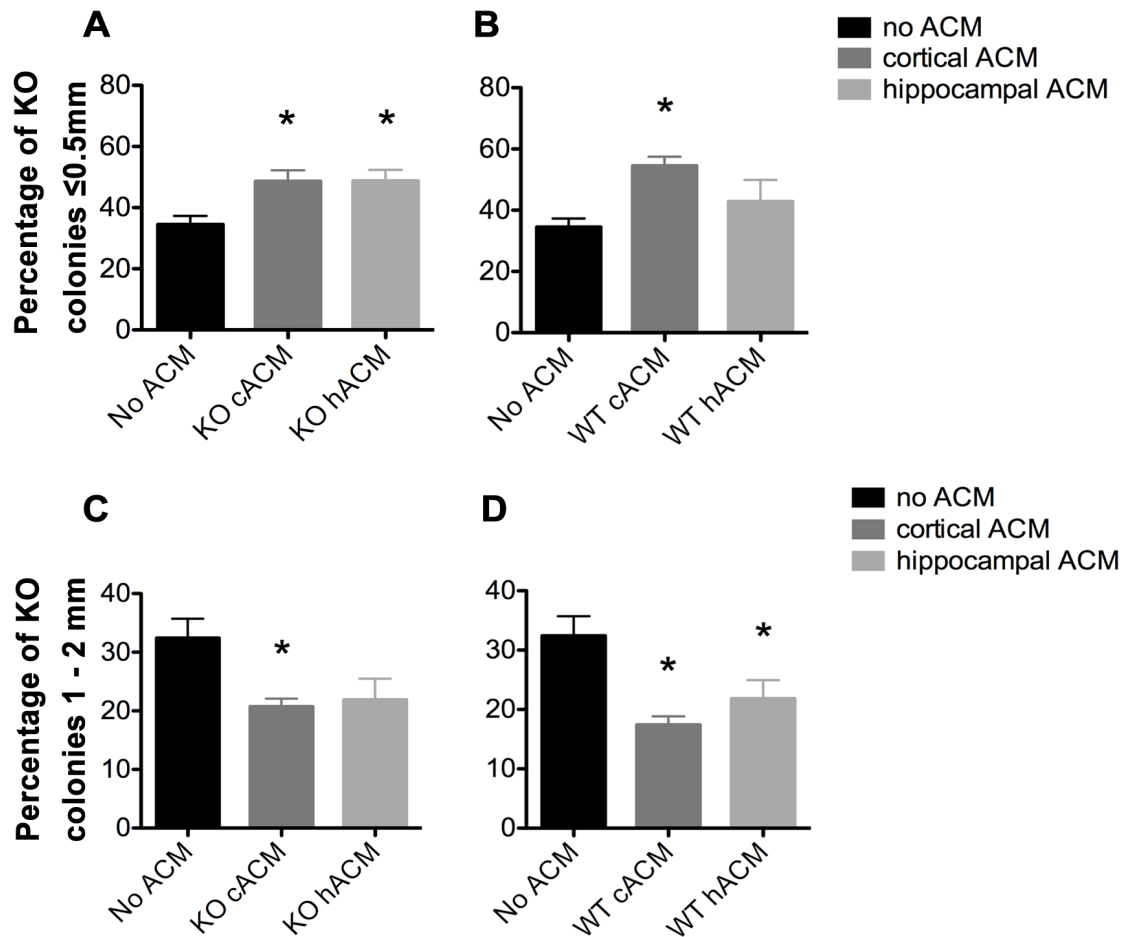 A
B
no ACM
cortical ACM
hippocampal ACM
Percentage of KO
colonies ≤0.5mm
80
60
40
20
0
*
*
No ACM
KO cACM
KO hACM
80
60
40
20
0
*
No ACM
WT cACM
WT hACM
C
D
no ACM
cortical ACM
hippocampal ACM
Percentage of KO
colonies 1 - 2 mm
40
30
20
10
0
*
No ACM
KO cACM
KO hACM
40
30
20
10
0
*
*
No ACM
WT cACM
WT hACM